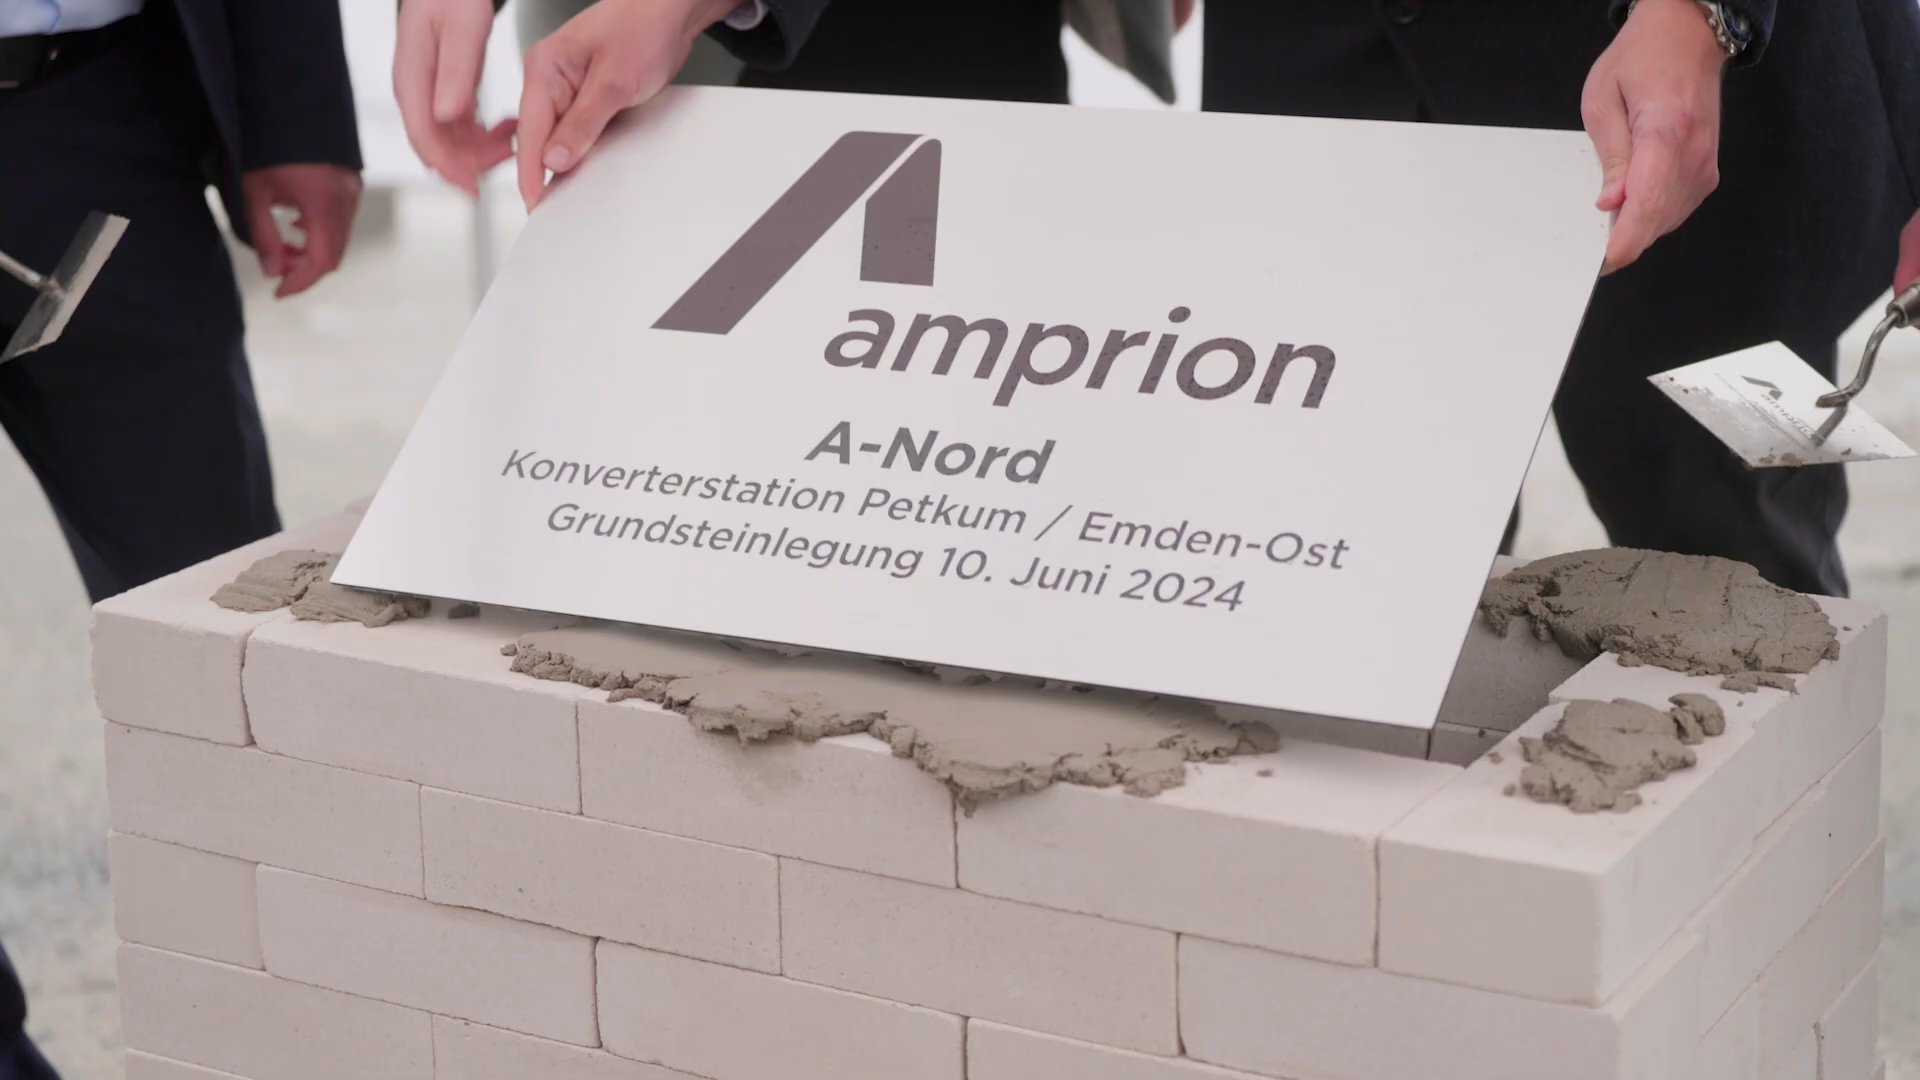 amprion
A-Nord
Konverterstation Petkum / Emden-Ost
Grundsteinlegung 10. Juni 2024